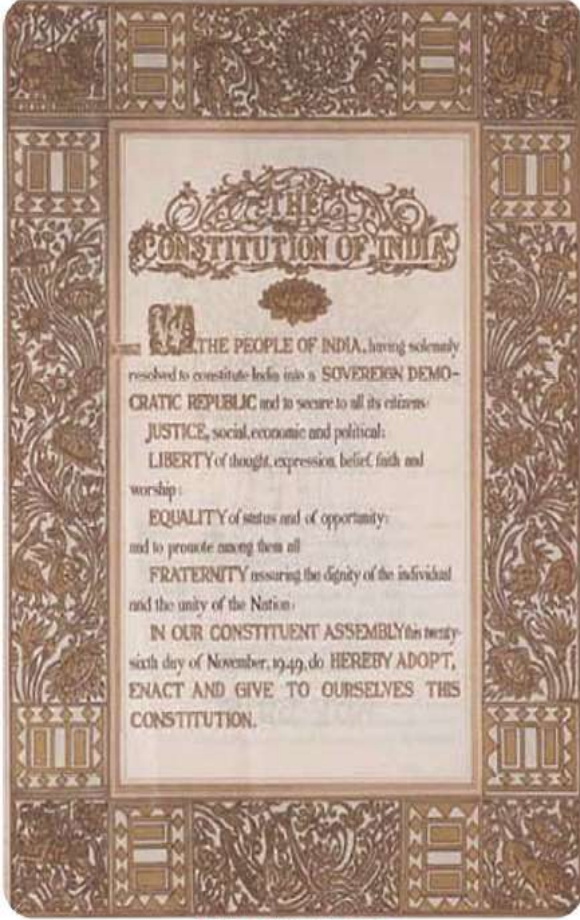 THE
CONSTITUTION OF INDIA
WE, THE PEOPLE OF INDIA, having solemnly
resolved to constitute India into a SOVEREIGN DEMO-
CRATIC REPUBLIC and to secure to all its citizens:
JUSTICE, social, economic and political;
LIBERTY of thought, expression, belief, faith and
worship;
EQUALITY of status and of opportunity;
and to promote among them all
FRATERNITY assuring the dignity of the individual
and the unity of the Nation;
IN OUR CONSTITUENT ASSEMBLY this twenty-
sixth day of November, 1949, do HEREBY ADOPT,
ENACT AND GIVE TO OURSELVES THIS
CONSTITUTION.